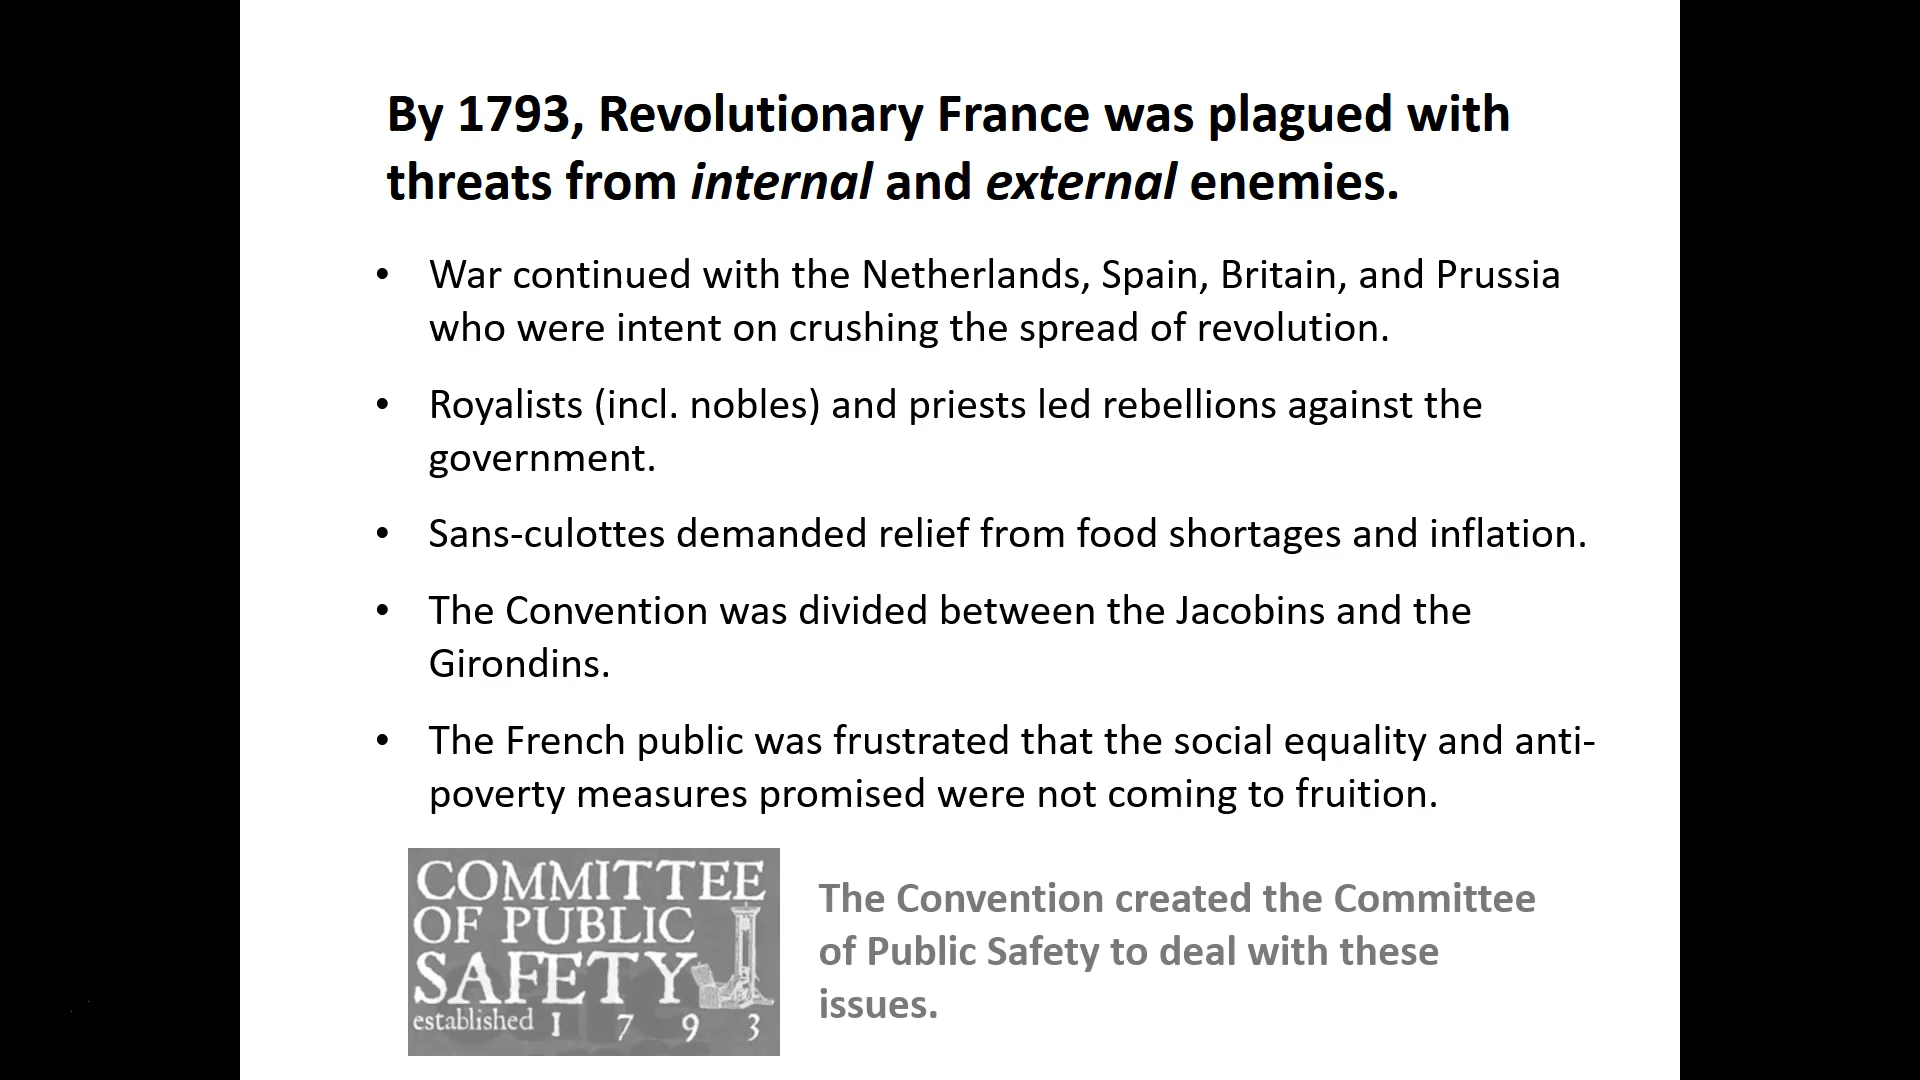 By 1793, Revolutionary France was plagued with
threats from internal and external enemies.
• War continued with the Netherlands, Spain, Britain, and Prussia
who were intent on crushing the spread of revolution.
• Royalists (incl. nobles) and priests led rebellions against the
government.
• Sans-culottes demanded relief from food shortages and inflation.
• The Convention was divided between the Jacobins and the
Girondins.
• The French public was frustrated that the social equality and anti-
poverty measures promised were not coming to fruition.
COMMITTEE
OF PUBLIC
SAFETY
established 1 7 9 3
The Convention created the Committee
of Public Safety to deal with these
issues.